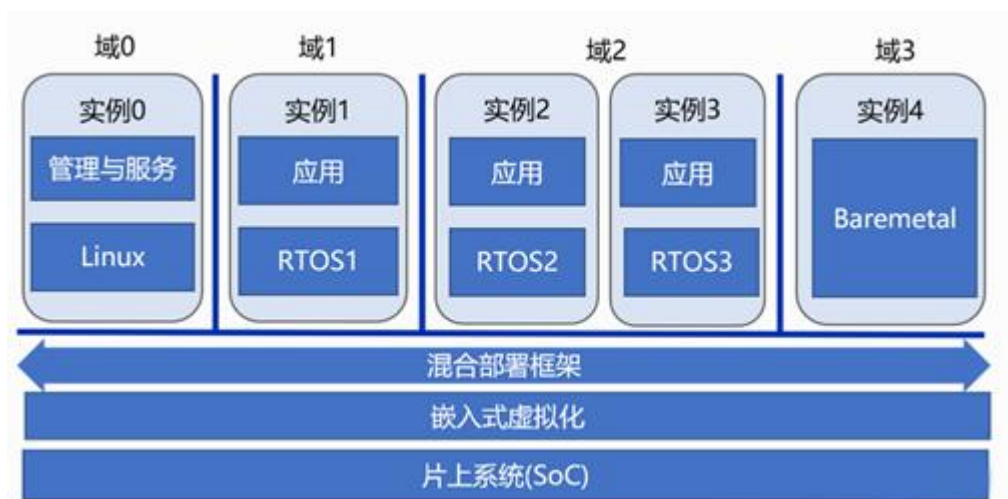 域0 域1 域2 域3
实例0 实例1 实例2 实例3 实例4
管理与服务 应用 应用 应用 Baremetal
Linux RTOS1 RTOS2 RTOS3
混合部署框架
嵌入式虚拟化
片上系统(SoC)